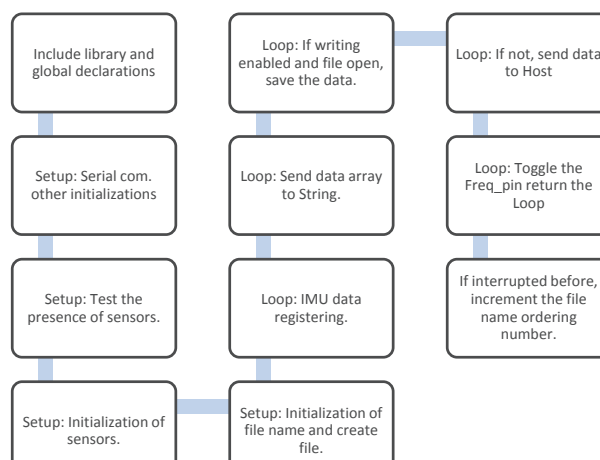 Include library and
global declarations
Setup: Serial com.
other initializations
Setup: Test the
presence of sensors.
Setup: Initialization of
sensors.
Setup: Initialization of
file name and create
file.
Loop: IMU data
registering.
Loop: Send data array
to String.
Loop: If writing
enabled and file open,
save the data.
Loop: If not, send data
to Host
Loop: Toggle the
Freq_pin return the
Loop
If interrupted before,
increment the file
name ordering
number.